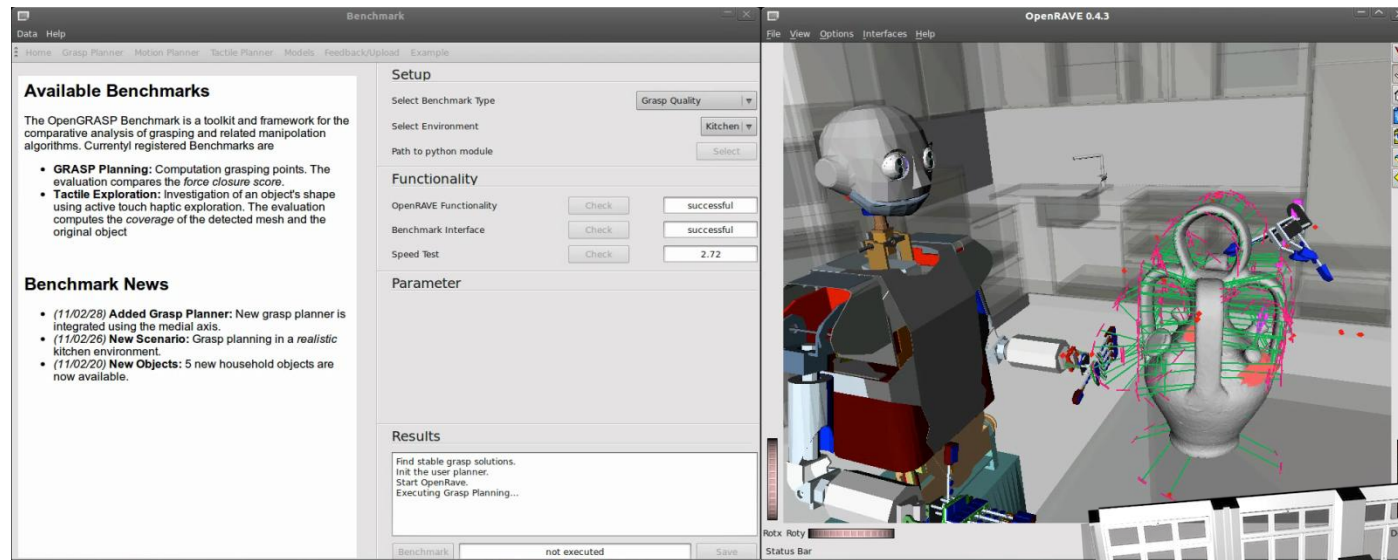 Benchmark
Data Help
Home Grasp Planner Motion Planner Tactile Planner Models Feedback/Upload Example
Available Benchmarks
The OpenGRASP Benchmark is a toolkit and framework for the
comparative analysis of grasping and related manipolation
algorithms. Currentyl registered Benchmarks are
• GRASP Planning: Computation grasping points. The
evaluation compares the force closure score.
• Tactile Exploration: Investigation of an object's shape
using active touch haptic exploration. The evaluation
computes the coverage of the detected mesh and the
original object
Benchmark News
• (11/02/28) Added Grasp Planner: New grasp planner is
integrated using the medial axis.
• (11/02/26) New Scenario: Grasp planning in a realistic
kitchen environment.
• (11/02/20) New Objects: 5 new household objects are
now available.
Setup
Select Benchmark Type Grasp Quality
Select Environment Kitchen
Path to python module Select
Functionality
OpenRAVE Functionality Check successful
Benchmark Interface Check successful
Speed Test Check 2.72
Parameter
Results
Find stable grasp solutions.
Init the user planner.
Start OpenRave.
Executing Grasp Planning...
Benchmark not executed Save
OpenRAVE 0.4.3
File View Options Interfaces Help
Rotx Roty
Status Bar